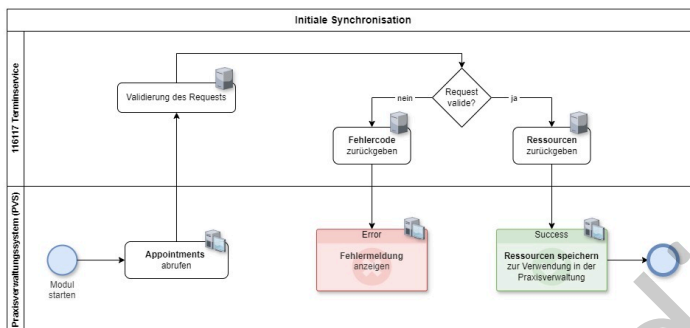 Initiale Synchronisation
116117 Terminservice
Validierung des Requests
Request
valide?
nein
ja
Fehlercode
zurückgeben
Ressourcen
zurückgeben
Praxisverwaltungssystem (PVS)
Modul
starten
Appointments
abrufen
Error
Fehlermeldung
anzeigen
Success
Ressourcen speichern
zur Verwendung in der
Praxisverwaltung